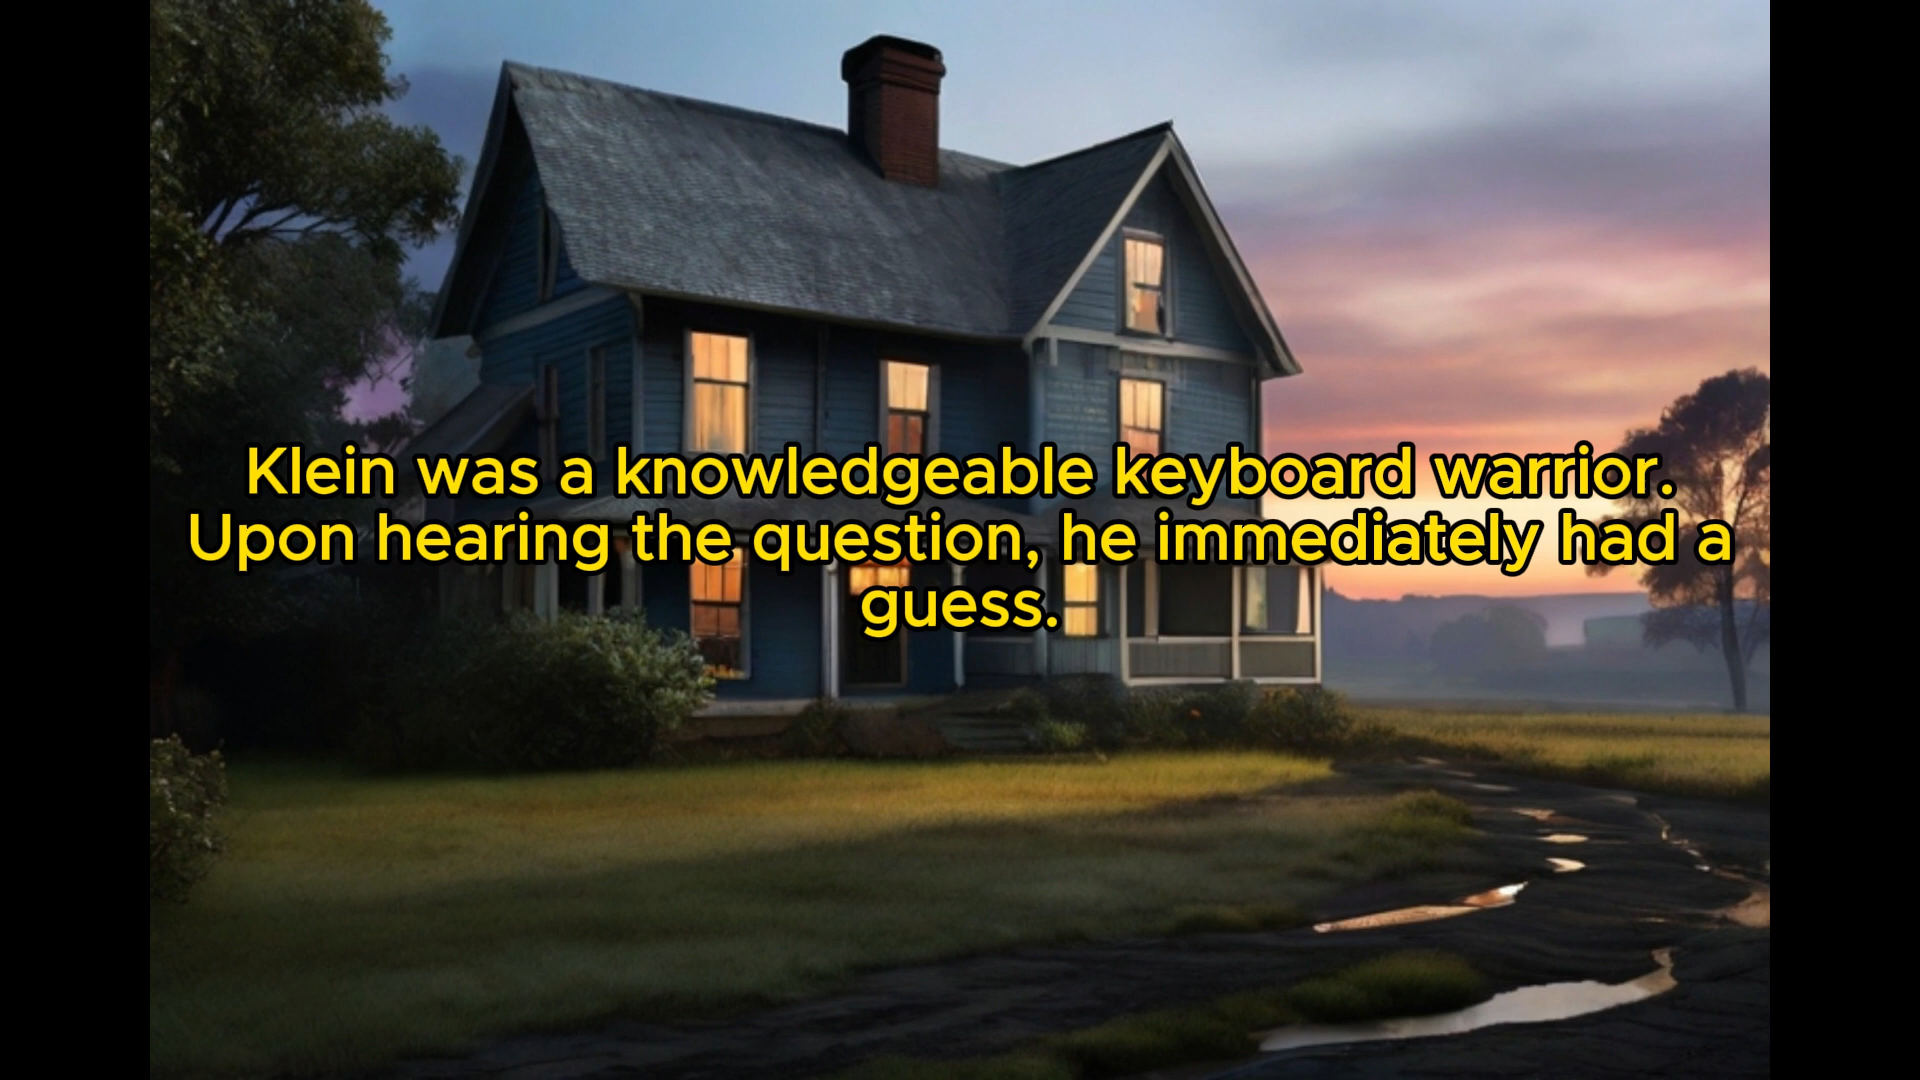 Klein was a knowledgeable keyboard warrior.
Upon hearing the question, he immediately had a
guess.